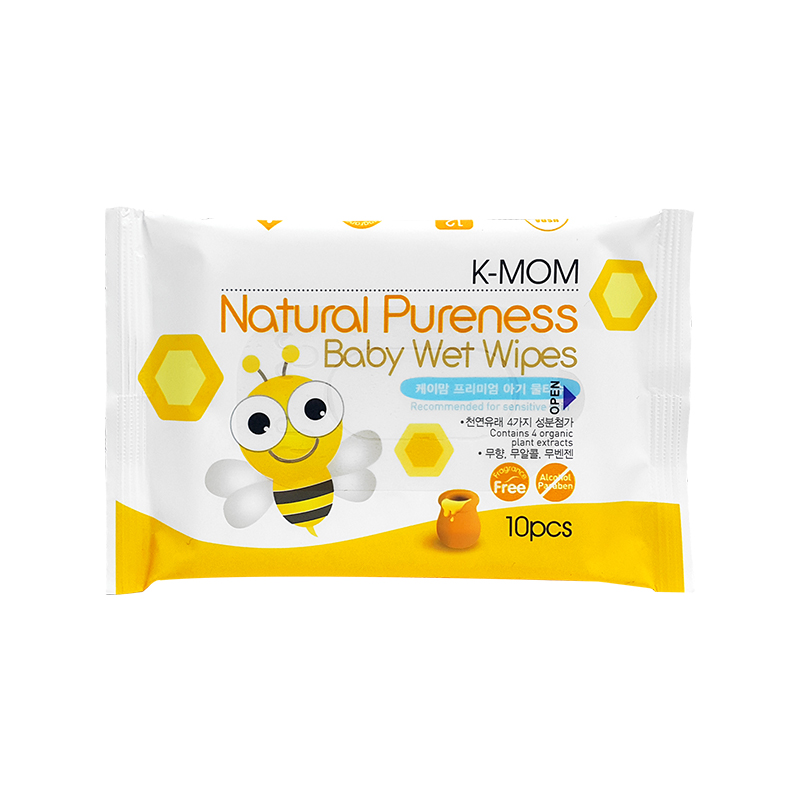 K-MOM
Natural Pureness
Baby Wet Wipes
케이맘 프리미엄 아기
OPEN
Recommended for sensitive
• 천연유래 4가지 성분첨가
Contains 4 organic
plant extracts
• 무향, 무알콜, 무벤젠
Fragrance
Free
Alcohol
Paraben
10pcs